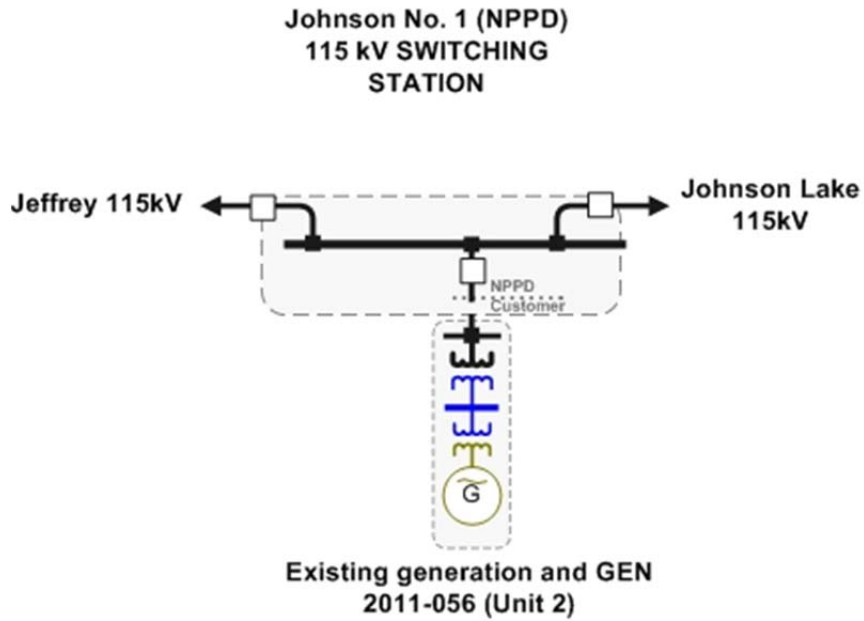 Johnson No. 1 (NPPD)
115 kV SWITCHING
STATION
Jeffrey 115kV
Johnson Lake
115kV
NPPD
Customer
G
Existing generation and GEN
2011-056 (Unit 2)